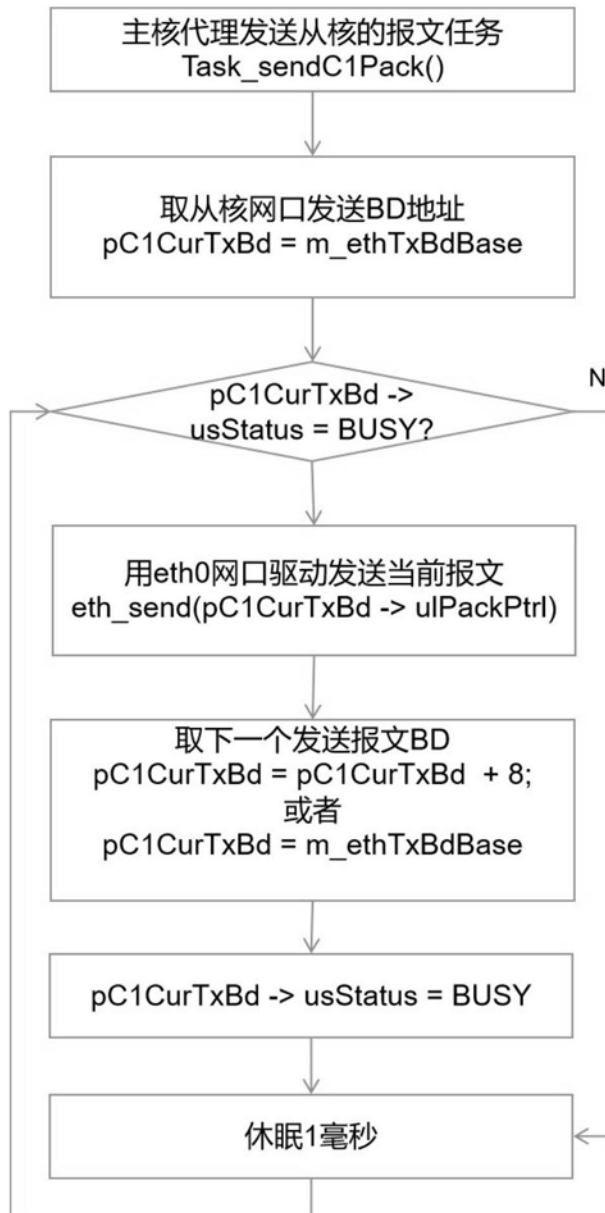 主核代理发送从核的报文任务
Task_sendC1Pack()
取从核网口发送BD地址
pC1CurTxBd = m_ethTxBdBase
N
pC1CurTxBd ->
usStatus = BUSY?
用eth0网口驱动发送当前报文
eth_send(pC1CurTxBd -> ulPackPtrl)
取下一个发送报文BD
pC1CurTxBd = pC1CurTxBd + 8;
或者
pC1CurTxBd = m_ethTxBdBase
pC1CurTxBd -> usStatus = BUSY
休眠1毫秒